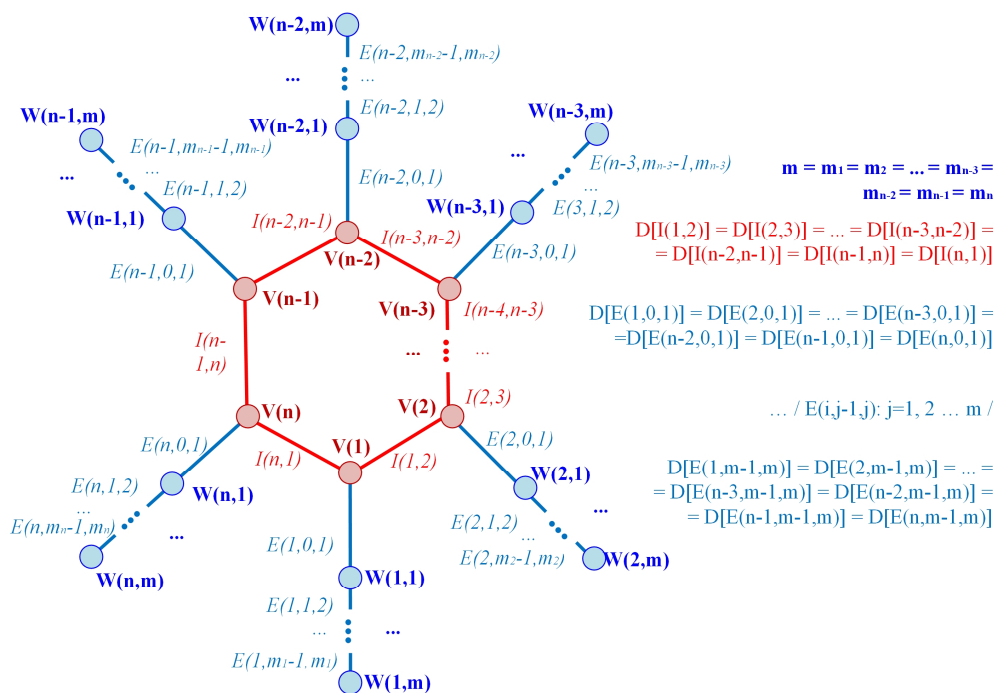 W(n-2,m)
E(n-2,mn-2-1,mn-2)
...
...
W(n-1,m)
E(n-2,1,2)
W(n-3,m)
W(n-2,1)
E(n-1,mn-1-1,mn-1)
...
E(n-3,mn-3-1,mn-3)
...
...
...
E(n-1,1,2)
E(n-2,0,1)
E(3,1,2)
m = m1 = m2 = ... = mn-3 =
mn-2 = mn-1 = mn
W(n-1,1)
W(n-3,1)
I(n-2,n-1)
I(n-3,n-2)
D[I(1,2)] = D[I(2,3)] = ... = D[I(n-3,n-2)] =
= D[I(n-2,n-1)] = D[I(n-1,n)] = D[I(n,1)]
V(n-2)
E(n-1,0,1)
E(n-3,0,1)
V(n-1)
V(n-3)
I(n-4,n-3)
D[E(1,0,1)] = D[E(2,0,1)] = ... = D[E(n-3,0,1)] =
=D[E(n-2,0,1)] = D[E(n-1,0,1)] = D[E(n,0,1)]
I(n-
1,n)
...
...
V(n)
V(2)
I(2,3)
... / E(i,j-1,j): j=1, 2 ... m /
E(n,0,1)
V(1)
E(2,0,1)
I(n,1)
I(1,2)
W(n,1)
W(2,1)
E(n,1,2)
...
E(n,mn-1,mn)
...
E(2,1,2)
...
...
E(2,m2-1,m2)
D[E(1,m-1,m)] = D[E(2,m-1,m)] = ... =
= D[E(n-3,m-1,m)] = D[E(n-2,m-1,m)] =
= D[E(n-1,m-1,m)] = D[E(n,m-1,m)]
E(1,0,1)
W(n,m)
W(1,1)
W(2,m)
E(1,1,2)
...
...
E(1,m1-1,m1)
W(1,m)